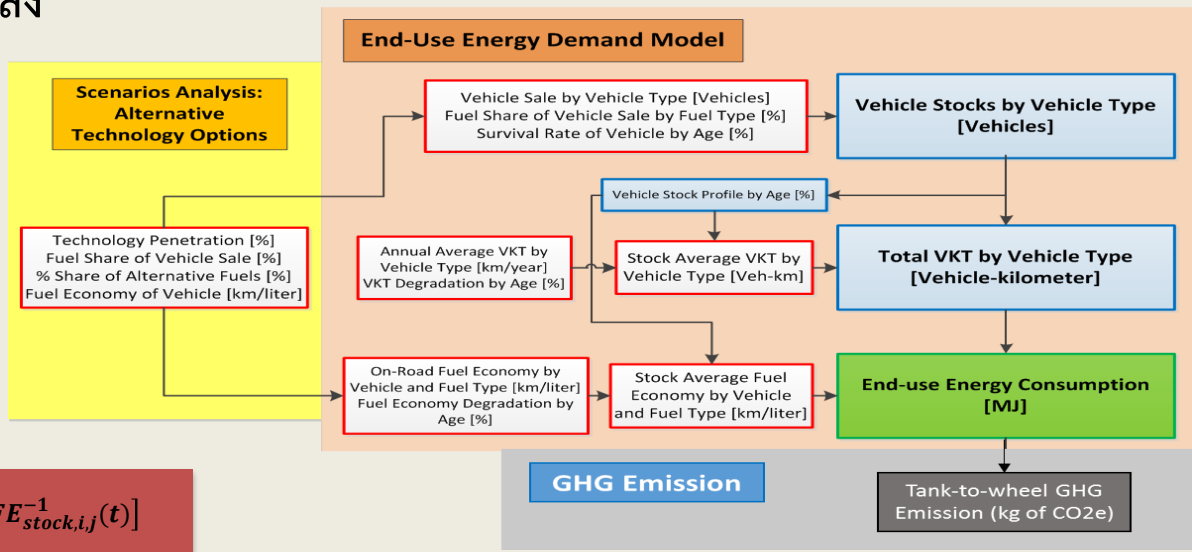 End-Use Energy Demand Model
Scenarios Analysis:
Alternative
Technology Options
Vehicle Sale by Vehicle Type [Vehicles]
Fuel Share of Vehicle Sale by Fuel Type [%]
Survival Rate of Vehicle by Age [%]
Vehicle Stocks by Vehicle Type
[Vehicles]
Vehicle Stock Profile by Age [%]
Technology Penetration [%]
Fuel Share of Vehicle Sale [%]
% Share of Alternative Fuels [%]
Fuel Economy of Vehicle [km/liter]
Annual Average VKT by
Vehicle Type [km/year]
VKT Degradation by Age [%]
Stock Average VKT by
Vehicle Type [Veh-km]
Total VKT by Vehicle Type
[Vehicle-kilometer]
On-Road Fuel Economy by
Vehicle and Fuel Type [km/liter]
Fuel Economy Degradation by
Age [%]
Stock Average Fuel
Economy by Vehicle
and Fuel Type [km/liter]
End-use Energy Consumption
[MJ]
GHG Emission
Tank-to-wheel GHG
Emission (kg of CO2e)
E_{stock,i,j}^{-1}(t)]